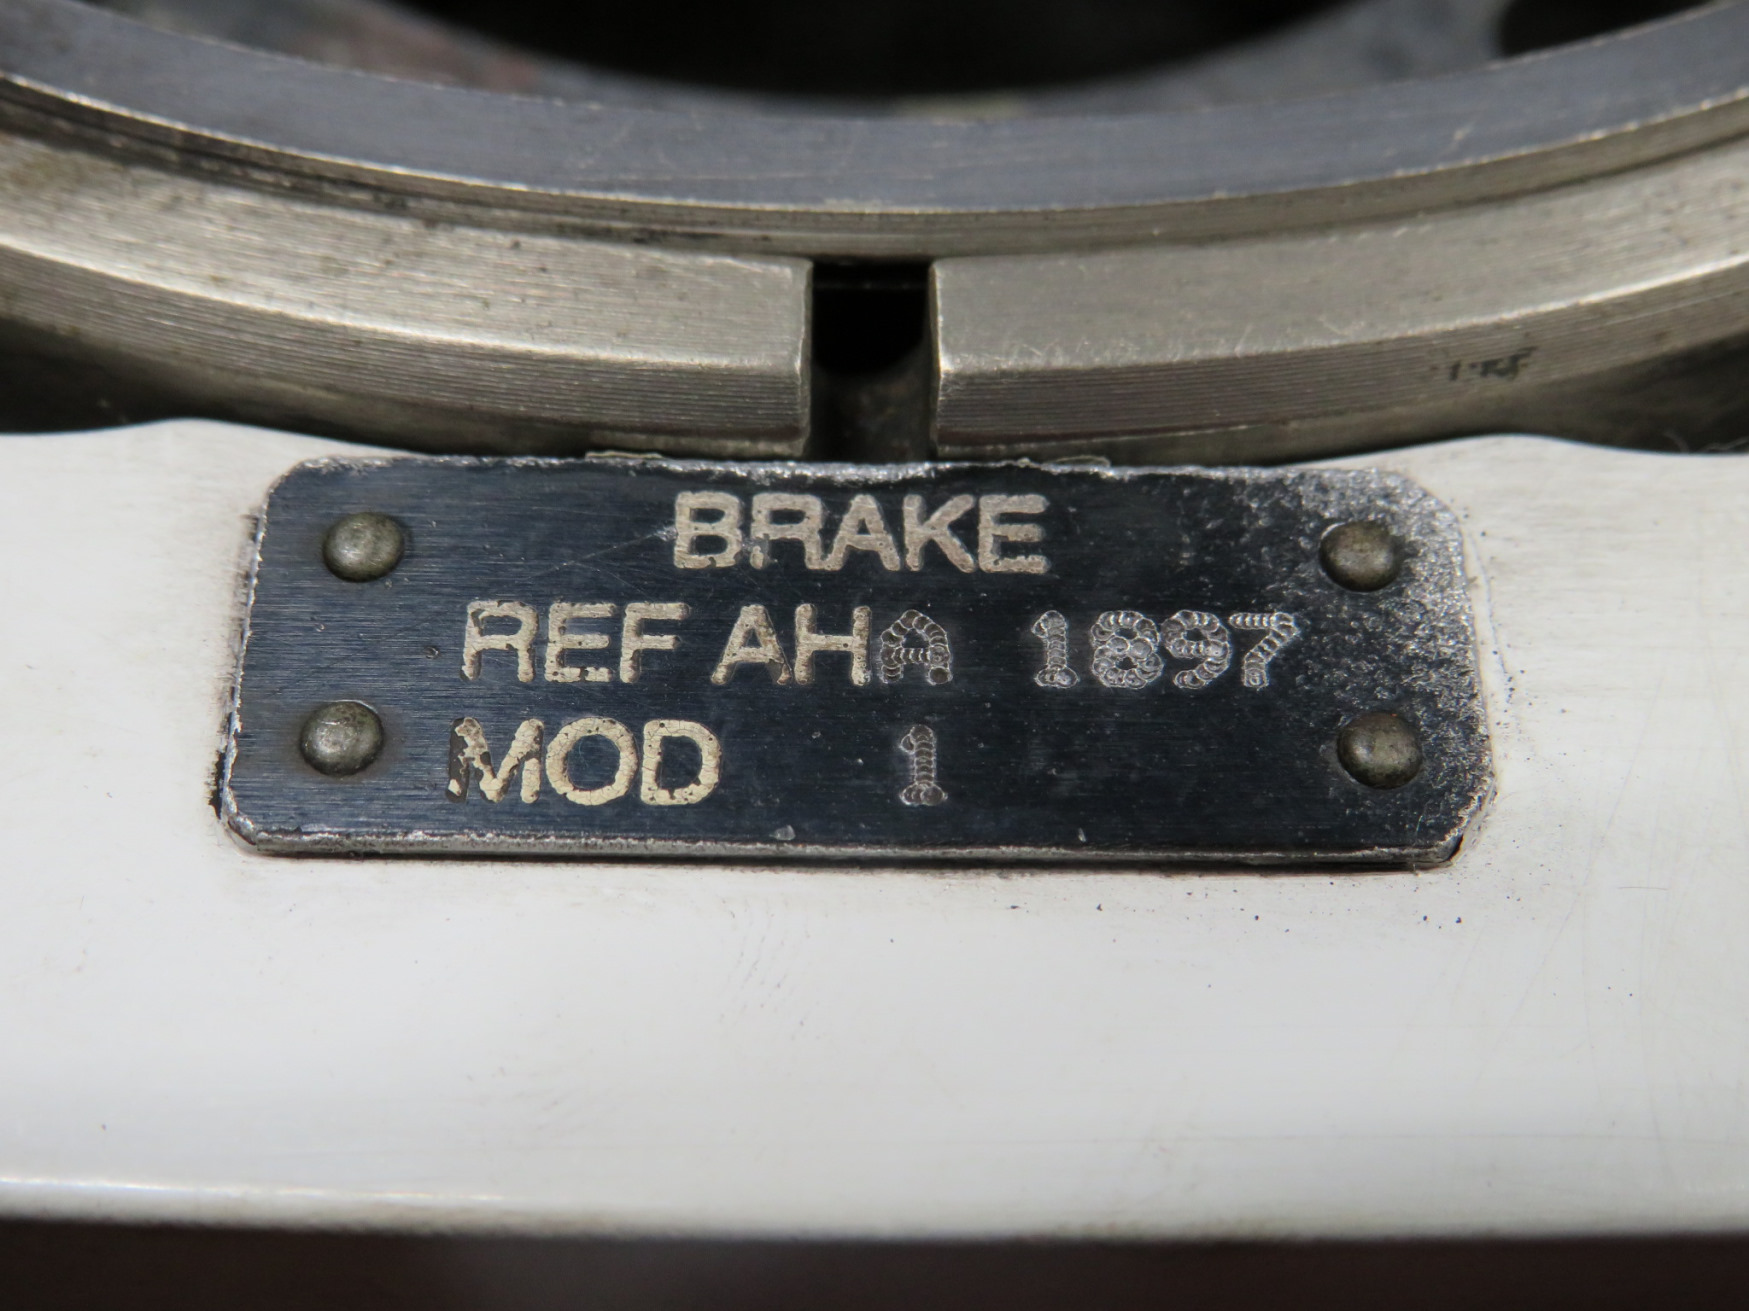 BRAKE
REF AHA 1897
MOD 1